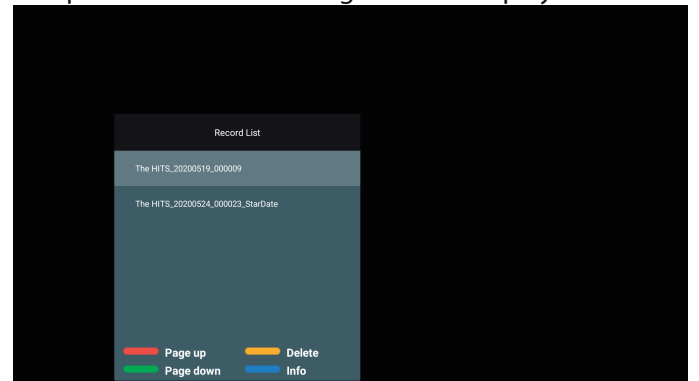 Record List
The HITS_20200519_000009
The HITS_20200524_000023_StarDate
Page up Delete
Page down Info